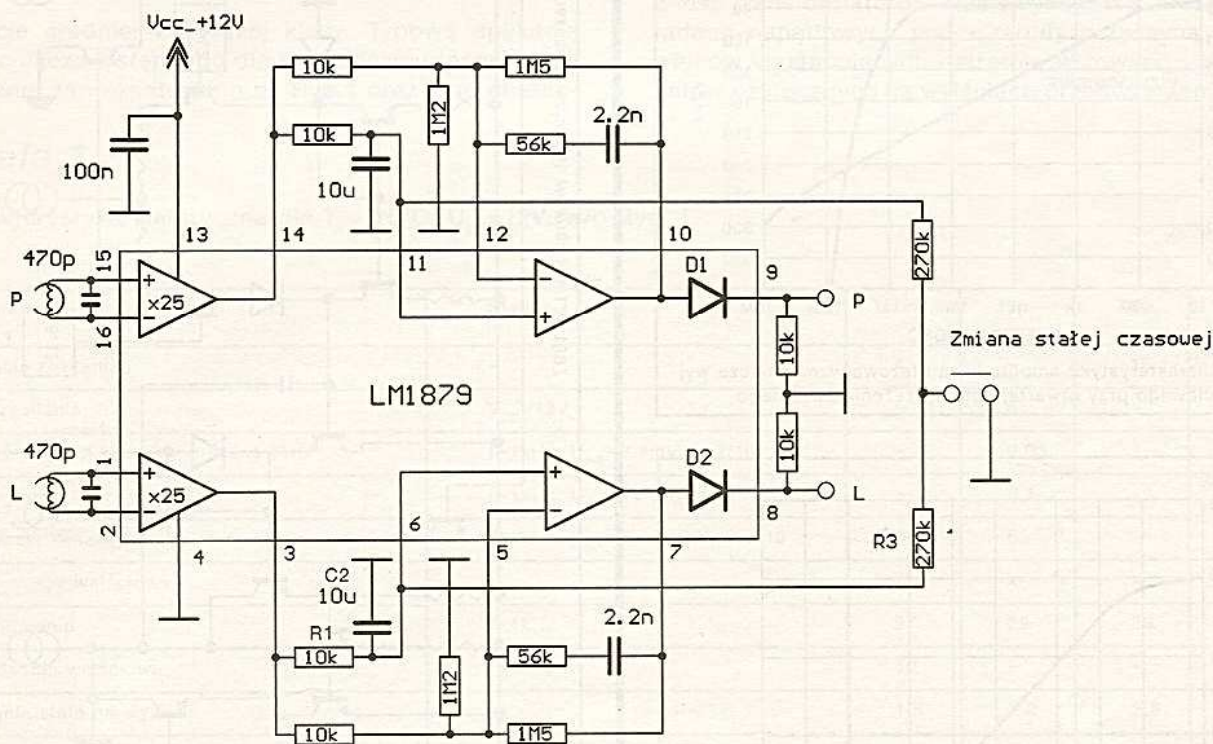 Vcc_+12V
10k
1M5
1M2
10k
56k
2.2n
100n
10u
270k
13
14
12
10
11
470p
15
16
P
+
-
x25
-
+
D1
9
P
10k
Zmiana stałej czasowej
LM1879
10k
470p
1
2
L
+
-
x25
+
-
D2
8
L
6
4
3
5
7
R3
270k
C2
10u
R1
10k
1M2
56k
2.2n
10k
1M5